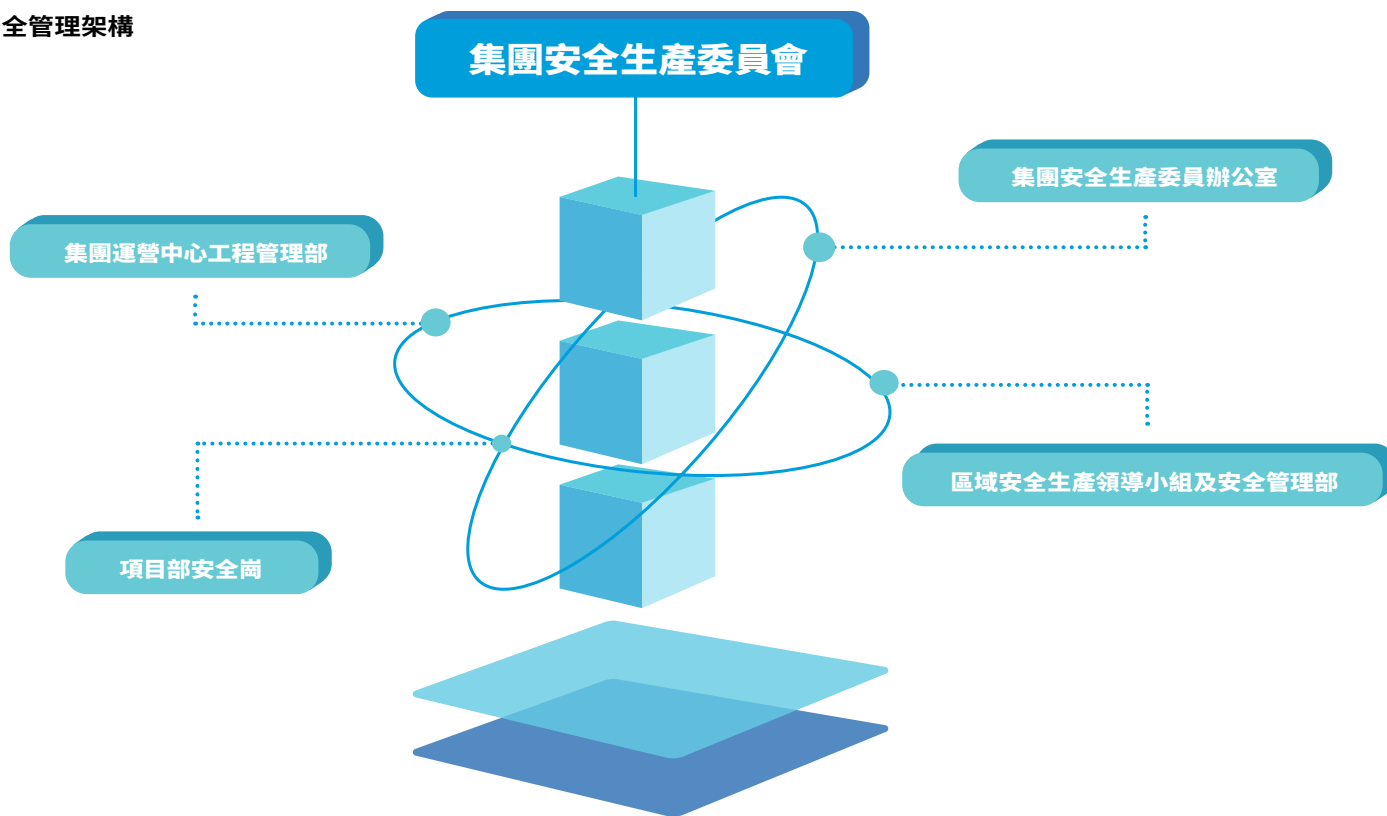 全管理架構
集團安全生產委員會
集團安全生產委員辦公室
集團運營中心工程管理部
區域安全生產領導小組及安全管理部
項目部安全崗